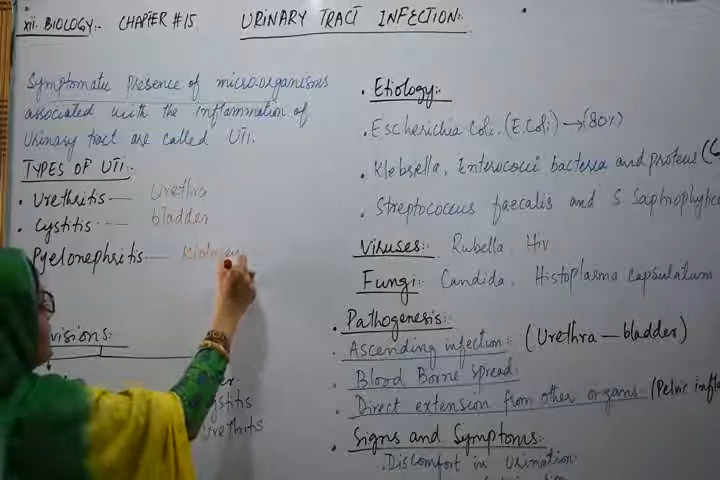 xii. BIOLOGY:- CHAPTER #15 URINARY TRACT INFECTION:-
Symptomatic presence of micro-organisms
associated with the inflammation of
Urinary tract are called UTI.
TYPES OF UTI:-
• Urethritis — Urethra
• Cystitis — bladder
Pyelonephritis — Kidney
visions:
er.
ystitis
urethritis
• Etiology:-
• Escherichia Coli. (E.Coli) → (80%)
• Klebsella, Enterococci bacteria and proteus (
• Streptococcus faecalis and S. Saphrophytic
Viruses:- Rubella, Hiv
Fungi: Candida, Histoplasma capsulatum
• Pathogenesis:
• Ascending infection: (Urethra — bladder)
• Blood Borne spread.
• Direct extension from other organs (Pelvic infl
• Signs and Symptoms:
• Discomfort in Urination